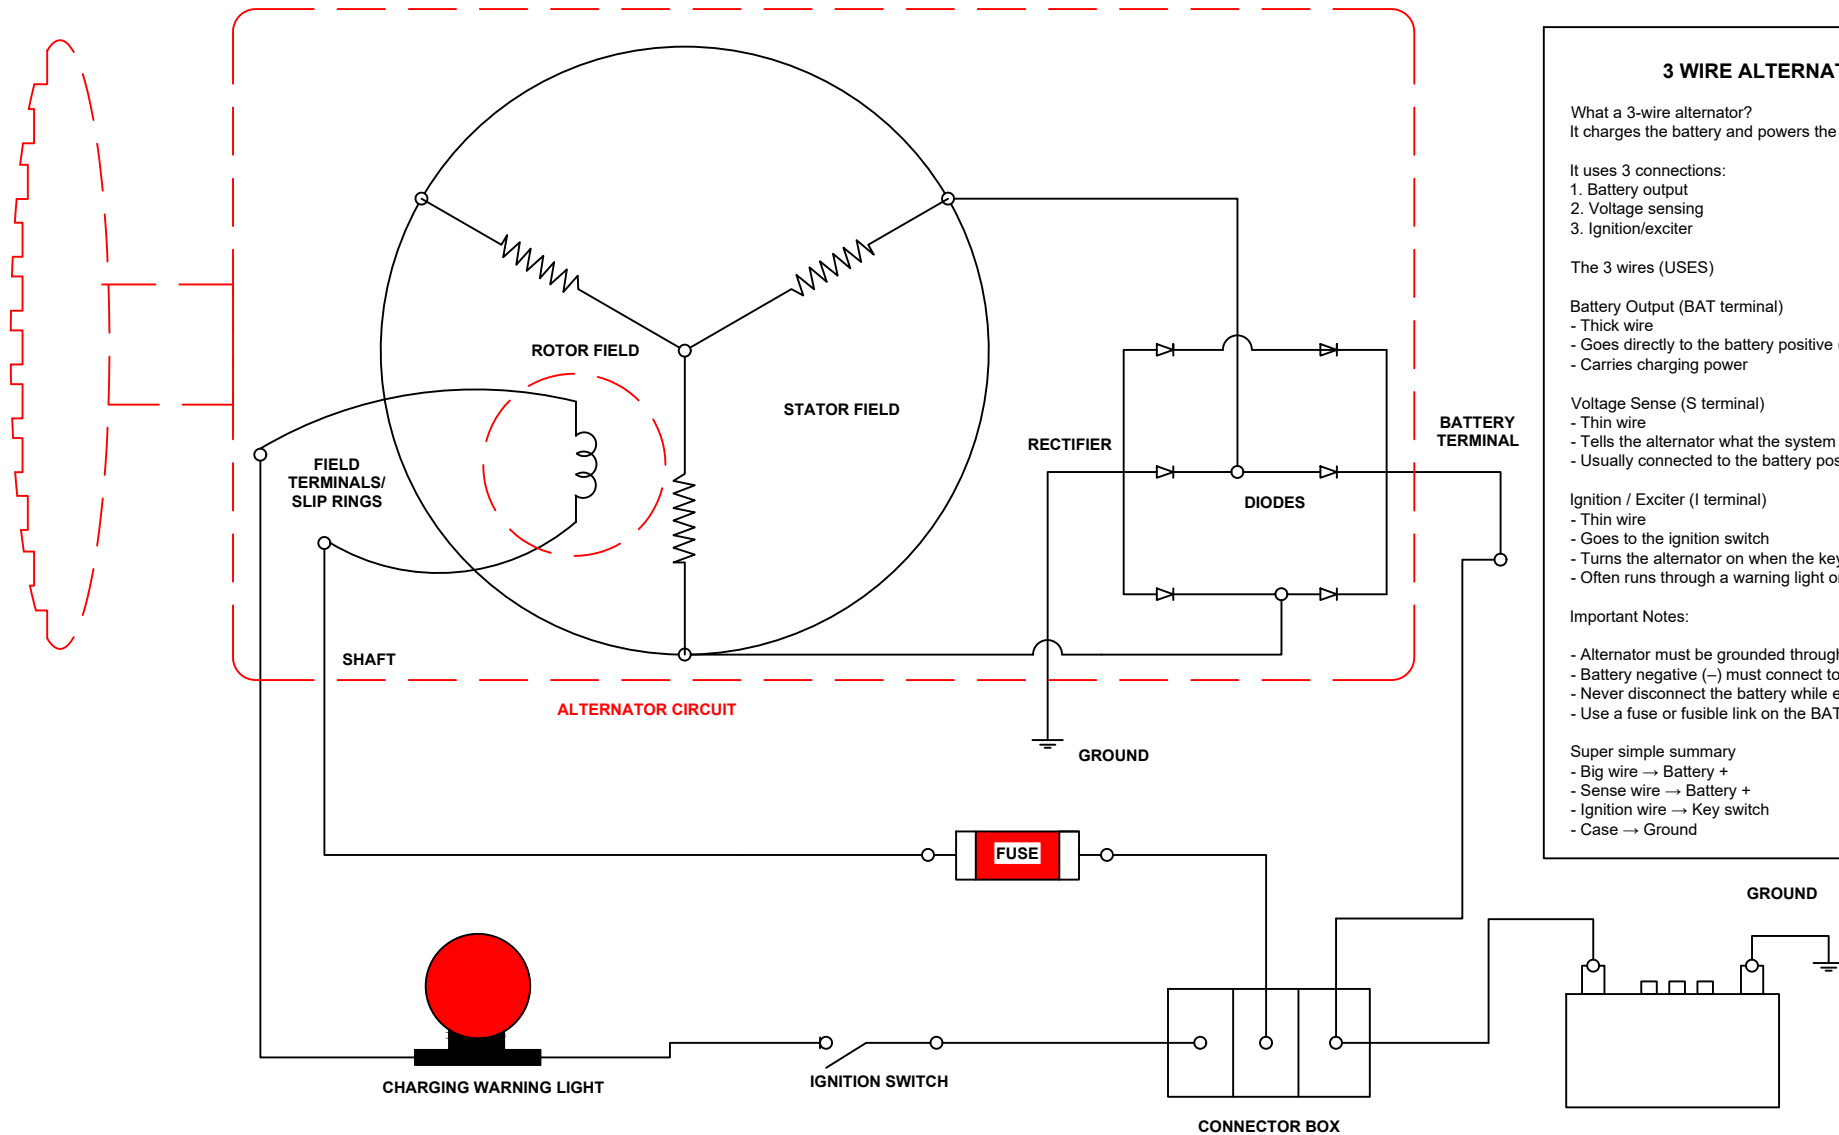 3 WIRE ALTERNAT
What a 3-wire alternator?
It charges the battery and powers the
It uses 3 connections:
1. Battery output
2. Voltage sensing
3. Ignition/exciter
The 3 wires (USES)
Battery Output (BAT terminal)
- Thick wire
- Goes directly to the battery positive (
- Carries charging power
Voltage Sense (S terminal)
- Thin wire
- Tells the alternator what the system
- Usually connected to the battery pos
Ignition / Exciter (I terminal)
- Thin wire
- Goes to the ignition switch
- Turns the alternator on when the key
- Often runs through a warning light or
Important Notes:
- Alternator must be grounded through
- Battery negative (–) must connect to
- Never disconnect the battery while e
- Use a fuse or fusible link on the BAT
Super simple summary
- Big wire → Battery +
- Sense wire → Battery +
- Ignition wire → Key switch
- Case → Ground
ROTOR FIELD
STATOR FIELD
FIELD
TERMINALS/
SLIP RINGS
RECTIFIER
DIODES
BATTERY
TERMINAL
SHAFT
ALTERNATOR CIRCUIT
GROUND
FUSE
GROUND
CHARGING WARNING LIGHT
IGNITION SWITCH
CONNECTOR BOX